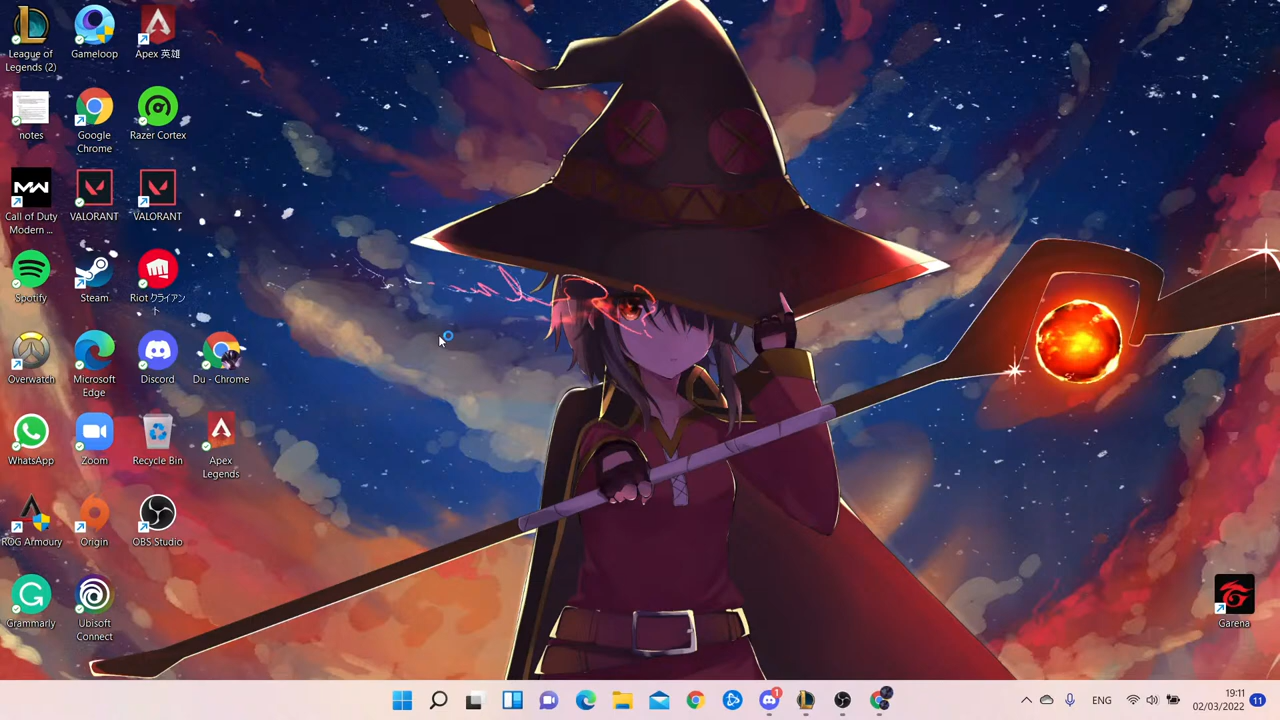 League of
Legends (2)
Gameloop
Apex 英雄
notes
Google
Chrome
Razer Cortex
Call of Duty
Modern ...
VALORANT
VALORANT
Spotify
Steam
Riot クライアン
ト
Overwatch
Microsoft
Edge
Discord
Du - Chrome
WhatsApp
Zoom
Recycle Bin
Apex
Legends
ROG Armoury
Origin
OBS Studio
Grammarly
Ubisoft
Connect
Garena
1
ENG
19:11
02/03/2022
11